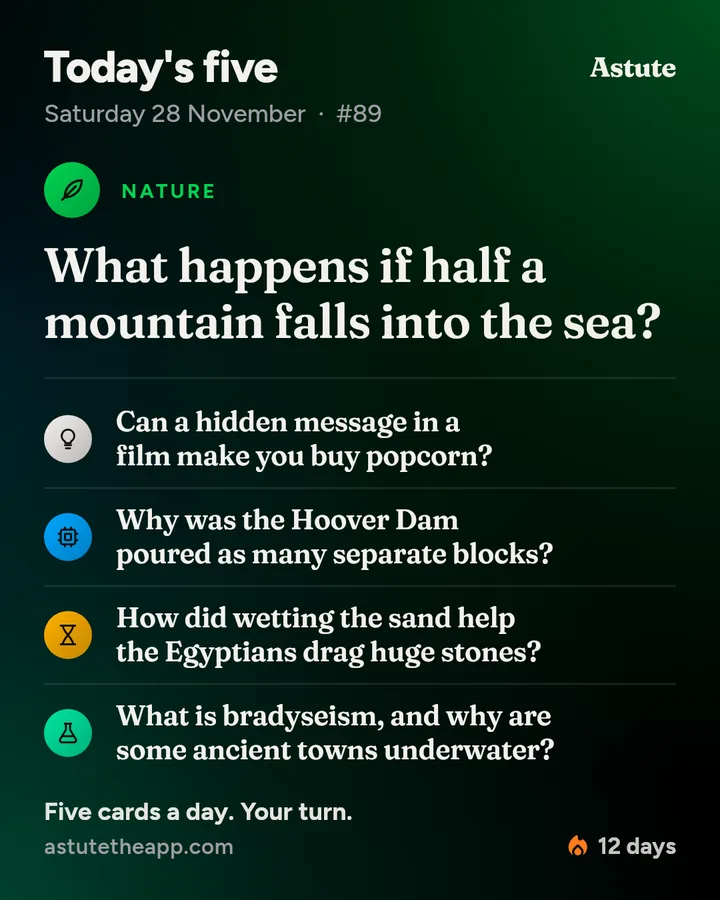 Today's five
Astute
Saturday 28 November · #89
NATURE
What happens if half a
mountain falls into the sea?
Can a hidden message in a
film make you buy popcorn?
Why was the Hoover Dam
poured as many separate blocks?
How did wetting the sand help
the Egyptians drag huge stones?
What is bradyseism, and why are
some ancient towns underwater?
Five cards a day. Your turn.
astutetheapp.com
12 days